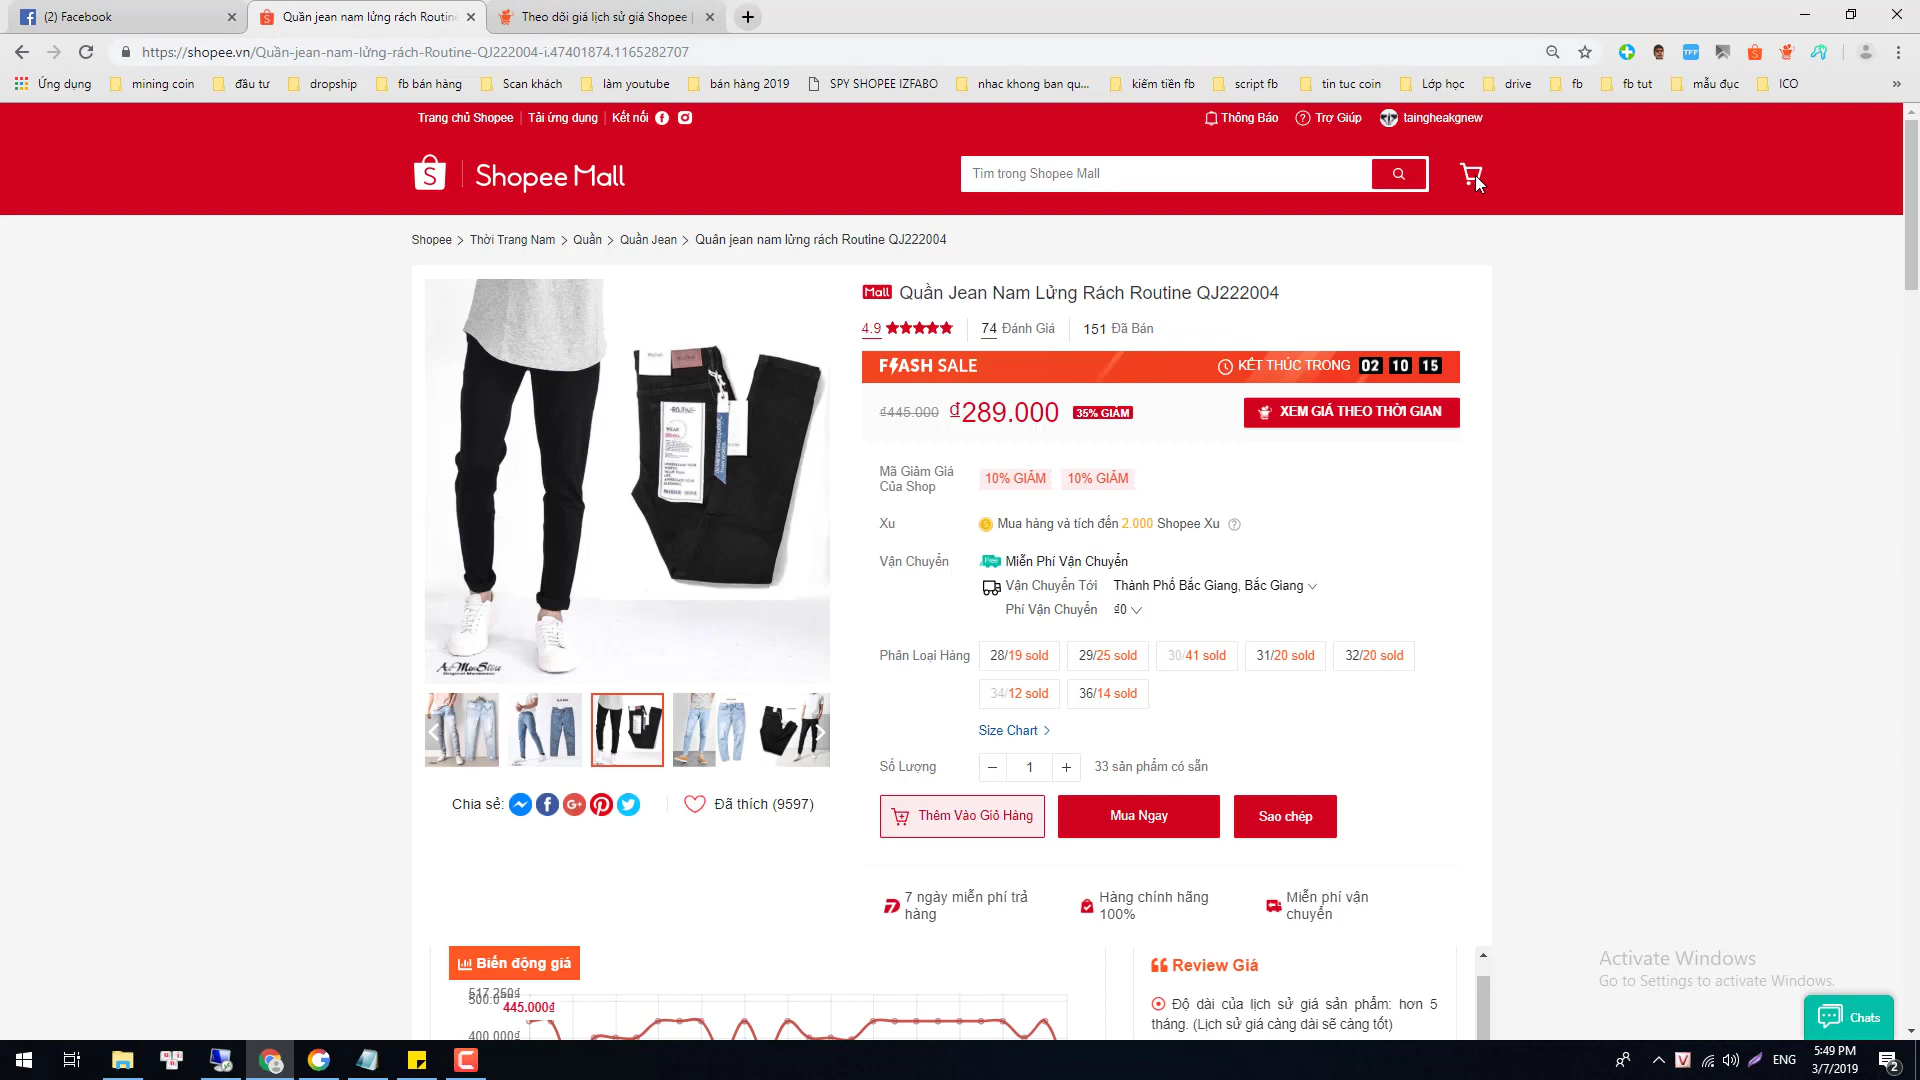 (2) Facebook
Quần jean nam lửng rách Routine
Theo dõi giá lịch sử giá Shopee |
https://shopee.vn/Quần-jean-nam-lửng-rách-Routine-QJ222004-i.47401874.1165282707
Ứng dụng mining coin đầu tư dropship fb bán hàng Scan khách làm youtube bán hàng 2019 SPY SHOPEE IZFABO nhac khong ban qu... kiếm tiền fb script fb tin tuc coin Lớp học drive fb fb tut mẫu đục ICO »
Trang chủ Shopee | Tải ứng dụng | Kết nối
Thông Báo Trợ Giúp taingheakgnew
Shopee Mall
Tìm trong Shopee Mall
Shopee > Thời Trang Nam > Quần > Quần Jean > Quần jean nam lửng rách Routine QJ222004
Mall Quần Jean Nam Lửng Rách Routine QJ222004
4.9 74 Đánh Giá 151 Đã Bán
FLASH SALE KẾT THÚC TRONG 02 10 15
₫445.000 ₫289.000 35% GIẢM XEM GIÁ THEO THỜI GIAN
Mã Giảm Giá
Của Shop
10% GIẢM 10% GIẢM
Xu Mua hàng và tích đến 2.000 Shopee Xu
Vận Chuyển Miễn Phí Vận Chuyển
Vận Chuyển Tới Thành Phố Bắc Giang, Bắc Giang
Phí Vận Chuyển ₫0
Phân Loại Hàng 28/19 sold 29/25 sold 30/41 sold 31/20 sold 32/20 sold
34/12 sold 36/14 sold
Size Chart >
Số Lượng − 1 + 33 sản phẩm có sẵn
Chia sẻ: Đã thích (9597)
Thêm Vào Giỏ Hàng Mua Ngay Sao chép
7 ngày miễn phí trả
hàng
Hàng chính hãng
100%
Miễn phí vận
chuyển
Biến động giá
517.250₫
500.0
445.000₫
400.000₫
Review Giá
Độ dài của lịch sử giá sản phẩm: hơn 5
tháng. (Lịch sử giá càng dài sẽ càng tốt)
Activate Windows
Go to Settings to activate Windows.
Chats
ENG
5:49 PM
3/7/2019
2